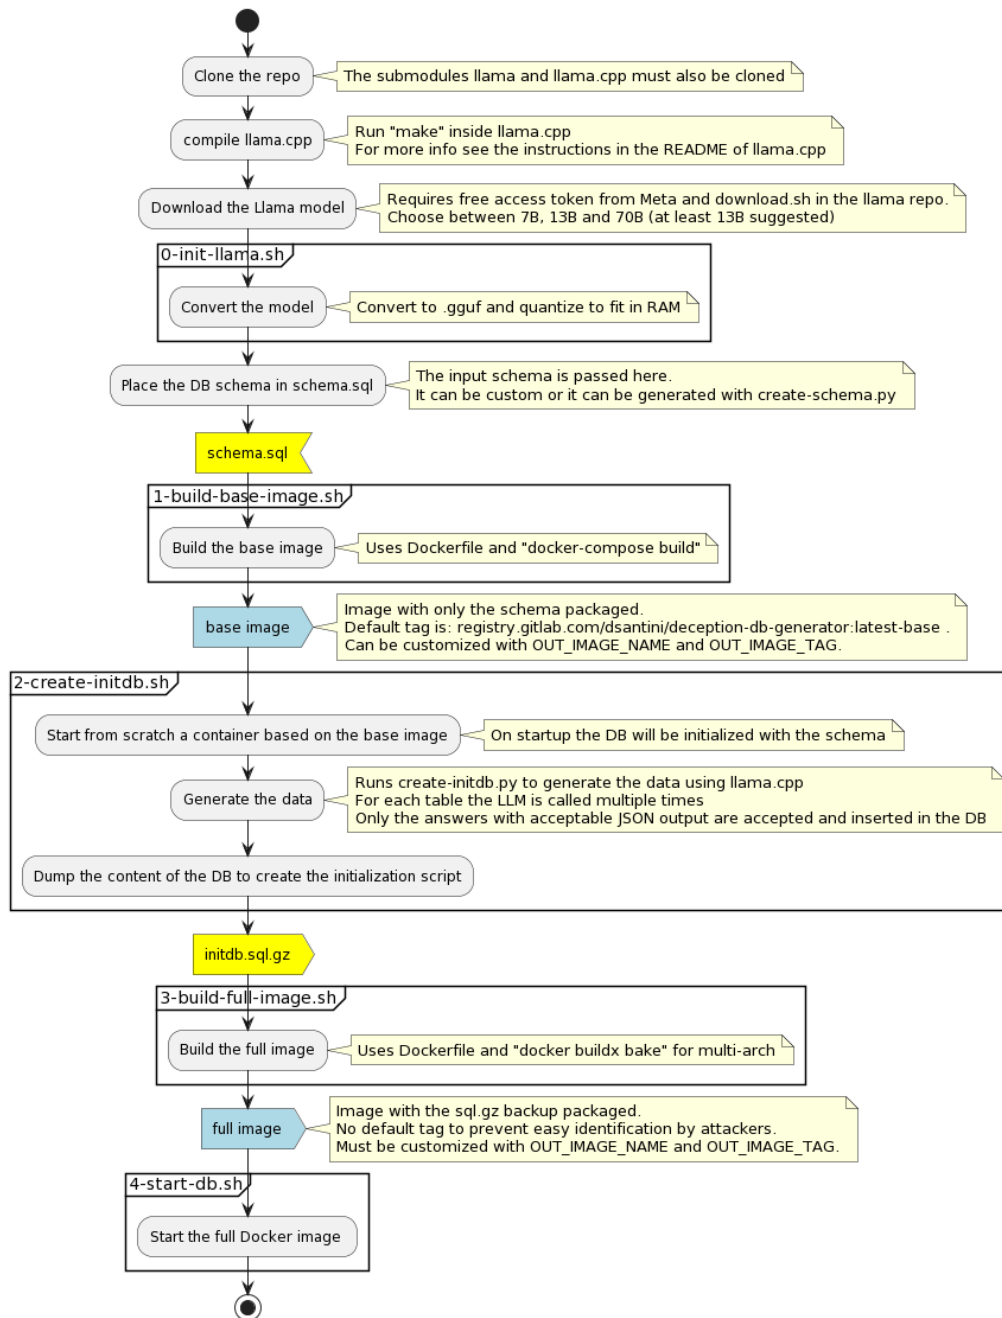 Clone the repo
The submodules llama and llama.cpp must also be cloned
compile llama.cpp
Run "make" inside llama.cpp
For more info see the instructions in the README of llama.cpp
Download the Llama model
Requires free access token from Meta and download.sh in the llama repo.
Choose between 7B, 13B and 70B (at least 13B suggested)
0-init-llama.sh
Convert the model
Convert to .gguf and quantize to fit in RAM
Place the DB schema in schema.sql
The input schema is passed here.
It can be custom or it can be generated with create-schema.py
schema.sql
1-build-base-image.sh
Build the base image
Uses Dockerfile and "docker-compose build"
base image
Image with only the schema packaged.
Default tag is: registry.gitlab.com/dsantini/deception-db-generator:latest-base .
Can be customized with OUT_IMAGE_NAME and OUT_IMAGE_TAG.
2-create-initdb.sh
Start from scratch a container based on the base image
On startup the DB will be initialized with the schema
Generate the data
Runs create-initdb.py to generate the data using llama.cpp
For each table the LLM is called multiple times
Only the answers with acceptable JSON output are accepted and inserted in the DB
Dump the content of the DB to create the initialization script
initdb.sql.gz
3-build-full-image.sh
Build the full image
Uses Dockerfile and "docker buildx bake" for multi-arch
full image
Image with the sql.gz backup packaged.
No default tag to prevent easy identification by attackers.
Must be customized with OUT_IMAGE_NAME and OUT_IMAGE_TAG.
4-start-db.sh
Start the full Docker image